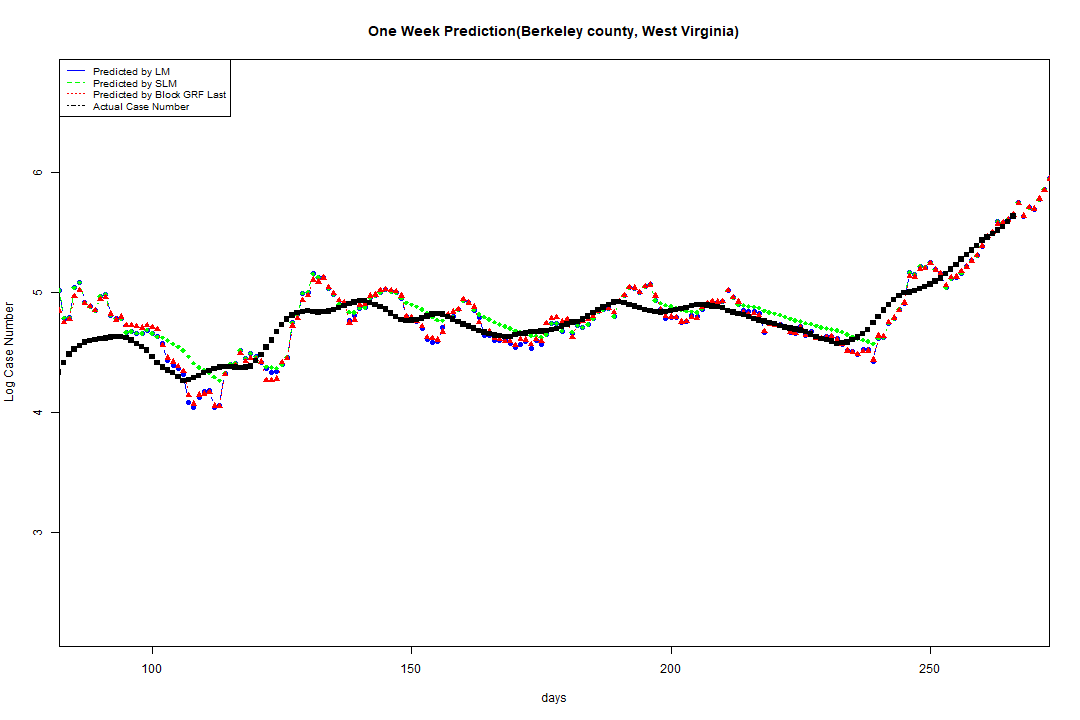 One Week Prediction(Berkeley county, West Virginia)
Predicted by LM
Predicted by SLM
Predicted by Block GRF Last
Actual Case Number
6
5
4
3
Log Case Number
100 150 200 250
days